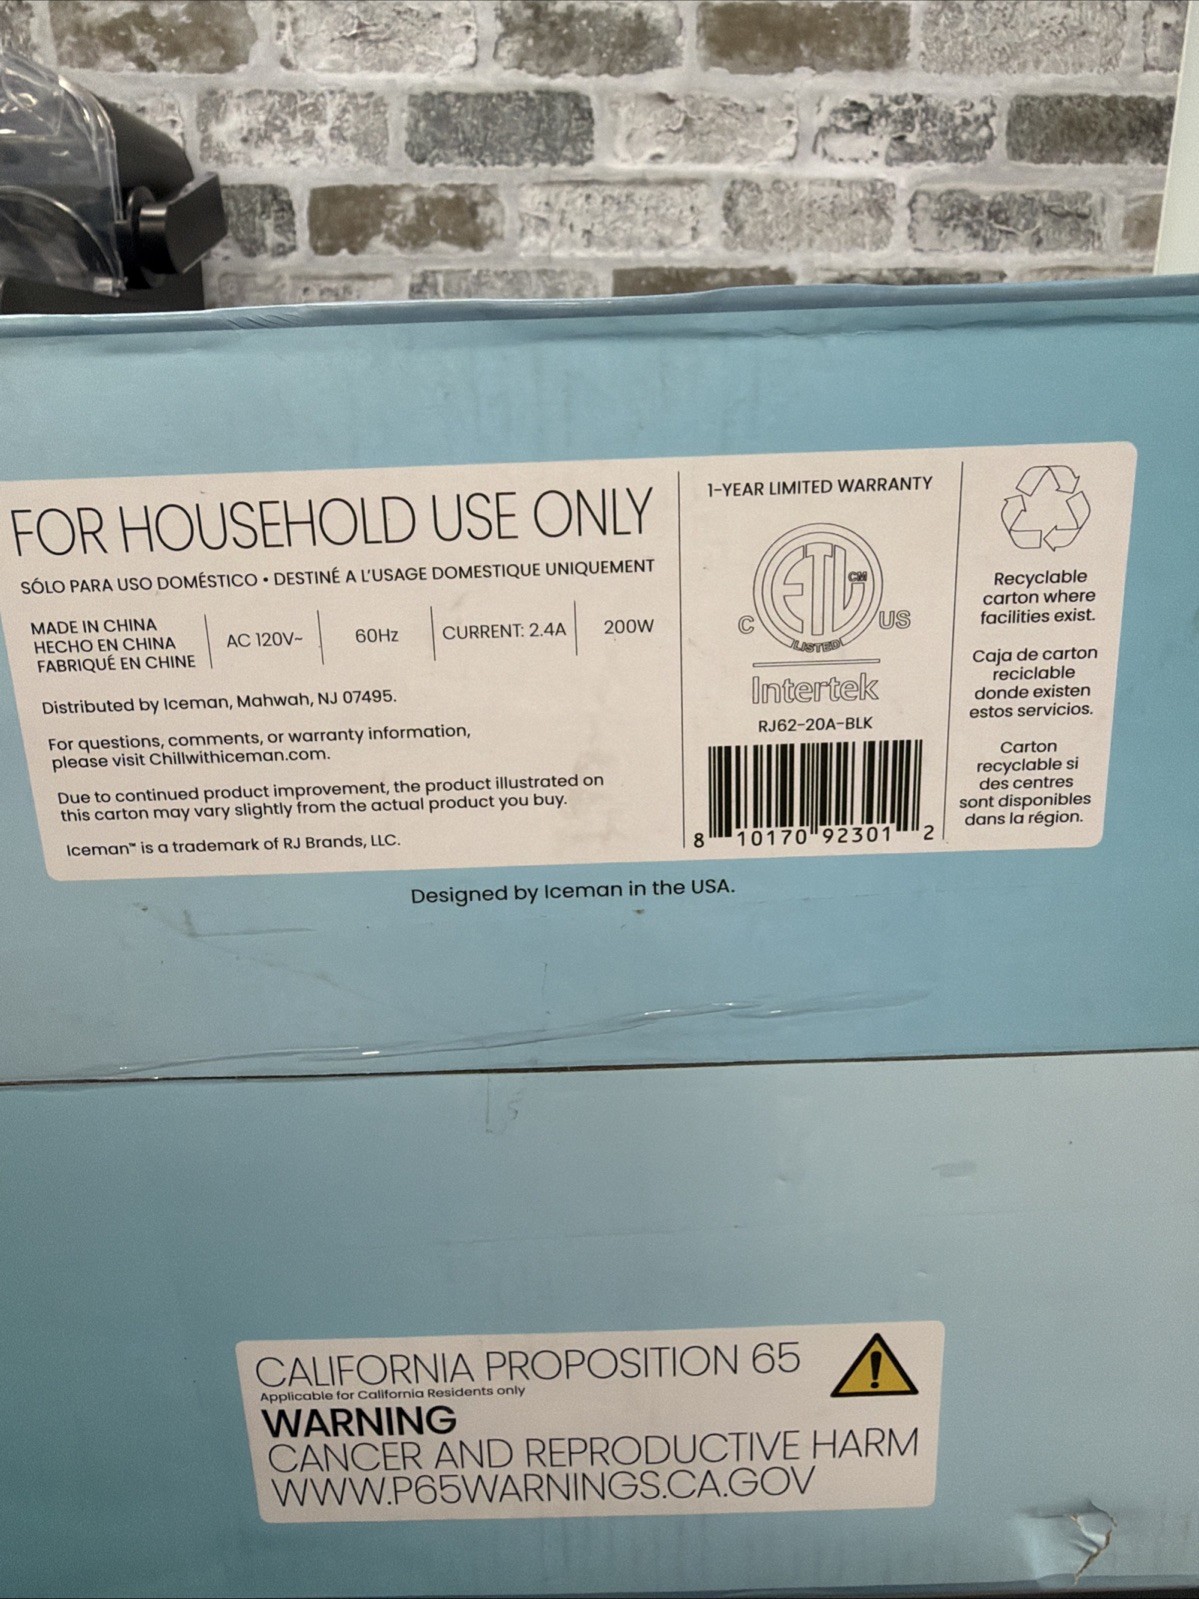 FOR HOUSEHOLD USE ONLY
SÓLO PARA USO DOMÉSTICO • DESTINÉ A L'USAGE DOMESTIQUE UNIQUEMENT
MADE IN CHINA
HECHO EN CHINA
FABRIQUÉ EN CHINE
AC 120V~
60Hz
CURRENT: 2.4A
200W
Distributed by Iceman, Mahwah, NJ 07495.
For questions, comments, or warranty information,
please visit Chillwithiceman.com.
Due to continued product improvement, the product illustrated on
this carton may vary slightly from the actual product you buy.
Iceman™ is a trademark of RJ Brands, LLC.
1-YEAR LIMITED WARRANTY
ETL CM
C US
LISTED
Intertek
RJ62-20A-BLK
8 10170 92301 2
Recyclable
carton where
facilities exist.
Caja de carton
reciclable
donde existen
estos servicios.
Carton
recyclable si
des centres
sont disponibles
dans la région.
Designed by Iceman in the USA.
CALIFORNIA PROPOSITION 65
Applicable for California Residents only
WARNING
CANCER AND REPRODUCTIVE HARM
WWW.P65WARNINGS.CA.GOV